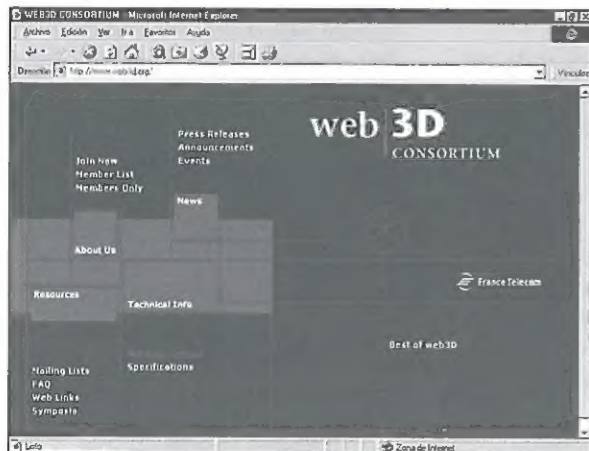 WEB3D CONSORTIUM - Microsoft Internet Explorer
Archivo Edición Ver Ir a Favoritos Ayuda
Vínculos
web 3D
CONSORTIUM
Press Releases
Announcements
Events
Join Now
Member List
Members Only
News
About Us
Resources
Technical Info
France Telecom
Best of web3D
Specifications
Mailing Lists
FAQ
Web Links
Symposia
Listo
Zona de Internet